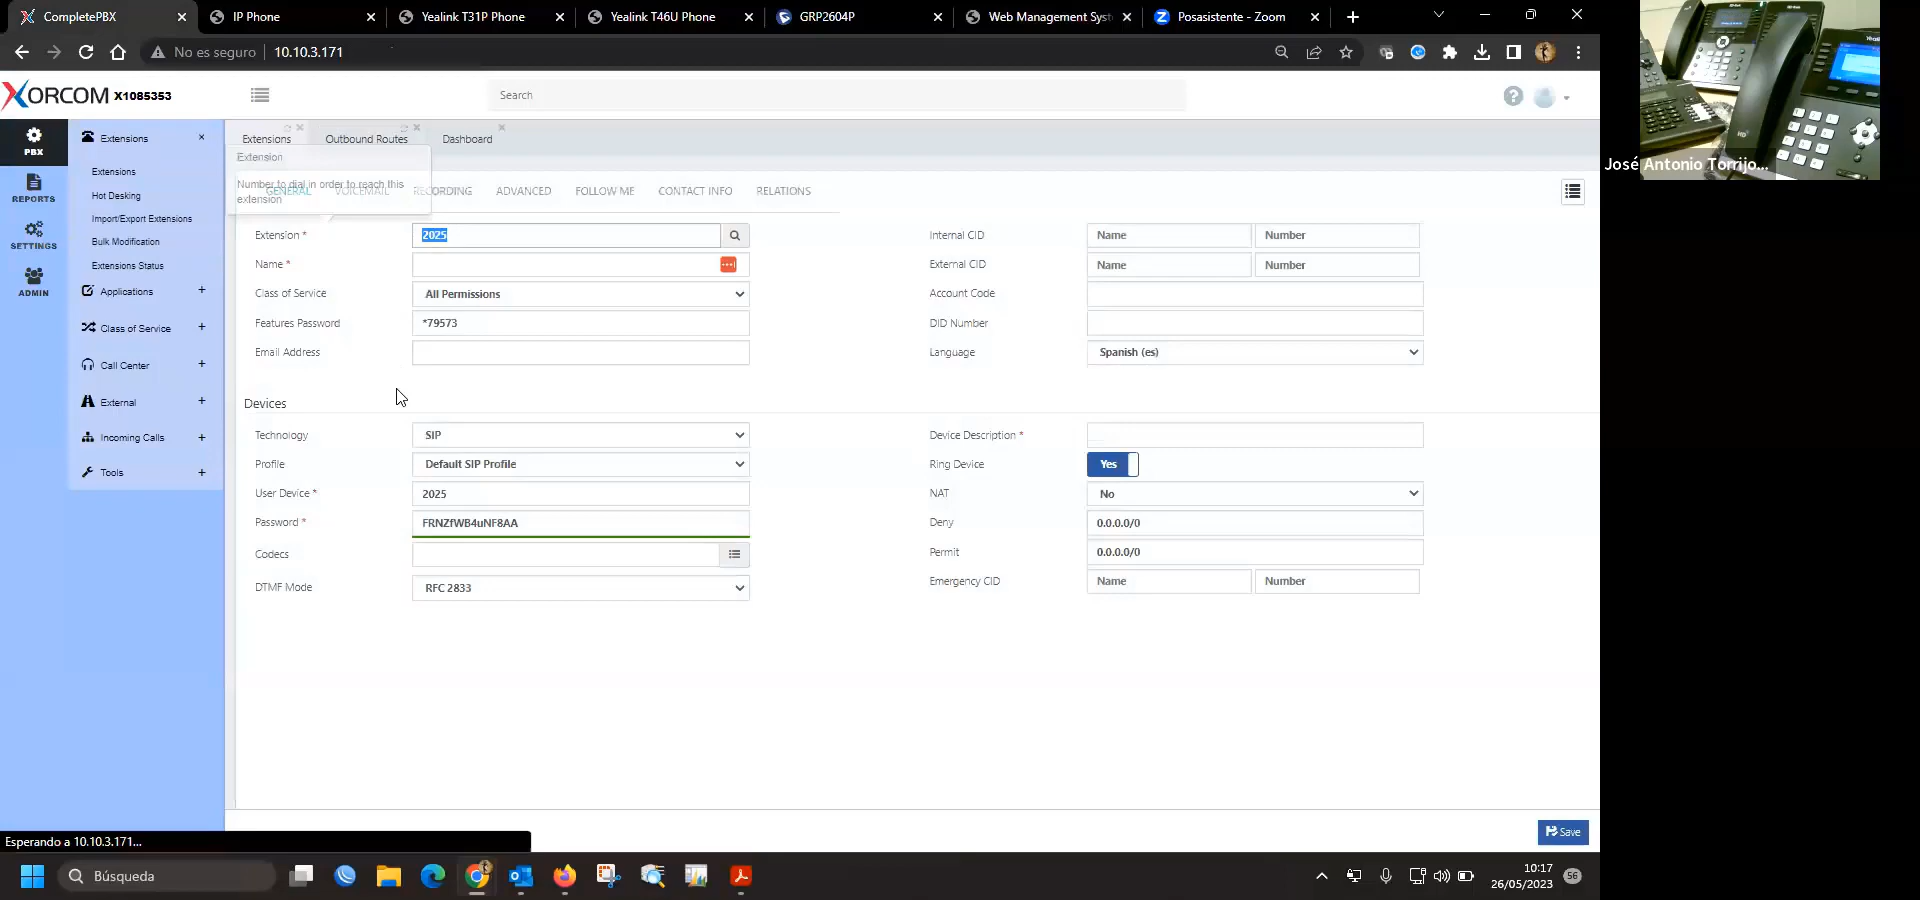 CompletePBX
IP Phone
Yealink T31P Phone
Yealink T46U Phone
GRP2604P
Web Management Syst
Posasistente - Zoom
No es seguro
10.10.3.171
XORCOM X1085353
Search
PBX
REPORTS
SETTINGS
ADMIN
Extensions
Extensions
Hot Desking
Import/Export Extensions
Bulk Modification
Extensions Status
Applications
Class of Service
Call Center
External
Incoming Calls
Tools
Extensions
Outbound Routes
Dashboard
Extension
Number to dial in order to reach this
extension
GENERAL
VOICEMAIL
RECORDING
ADVANCED
FOLLOW ME
CONTACT INFO
RELATIONS
Extension *
2025
Name *
Class of Service
All Permissions
Features Password
*79573
Email Address
Internal CID
Name
Number
External CID
Name
Number
Account Code
DID Number
Language
Spanish (es)
Devices
Technology
SIP
Profile
Default SIP Profile
User Device *
2025
Password *
FRNZfWB4uNF8AA
Codecs
DTMF Mode
RFC 2833
Device Description *
Ring Device
Yes
NAT
No
Deny
0.0.0.0/0
Permit
0.0.0.0/0
Emergency CID
Name
Number
Save
Esperando a 10.10.3.171...
Búsqueda
10:17
26/05/2023
56
José Antonio Torrijo...